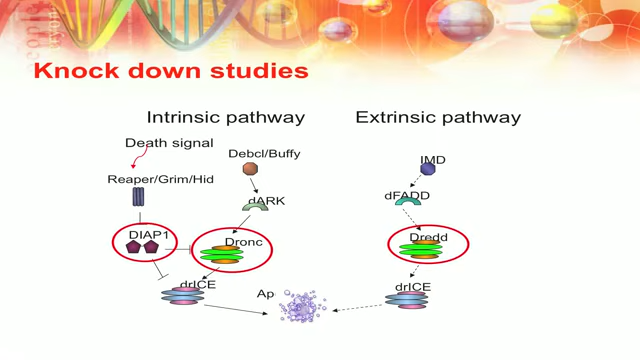 Knock down studies
Intrinsic pathway
Extrinsic pathway
Death signal
Debcl/Buffy
IMD
Reaper/Grim/Hid
dARK
dFADD
DIAP1
Dronc
Dredd
drICE
drICE
Ap